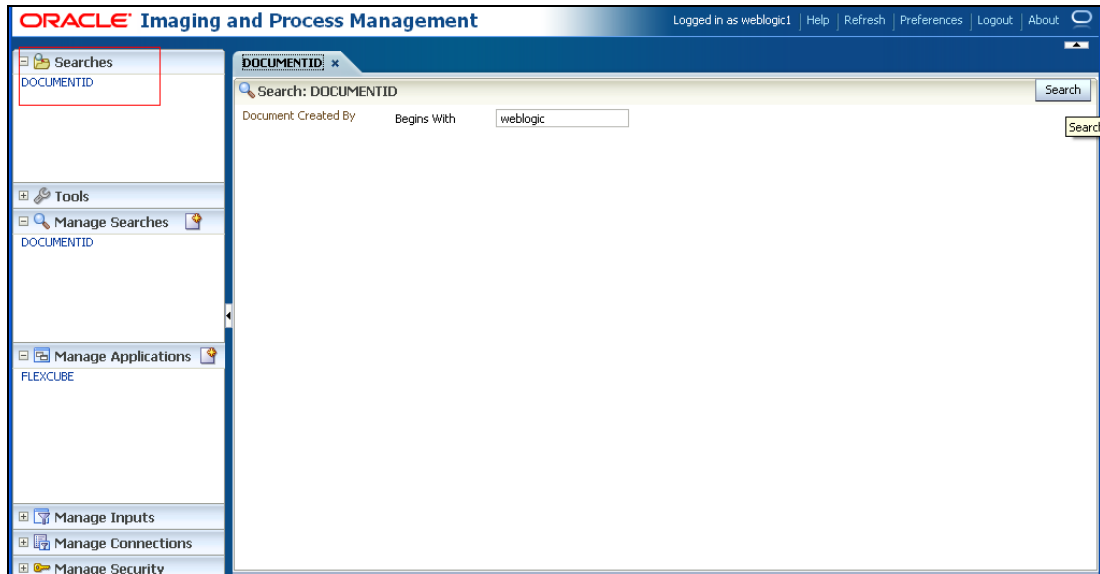 ORACLE Imaging and Process Management
Logged in as weblogic1 | Help | Refresh | Preferences | Logout | About
Searches
DOCUMENTID
DOCUMENTID ×
Search: DOCUMENTID
Search
Document Created By Begins With weblogic
Searc
Tools
Manage Searches
DOCUMENTID
Manage Applications
FLEXCUBE
Manage Inputs
Manage Connections
Manage Security